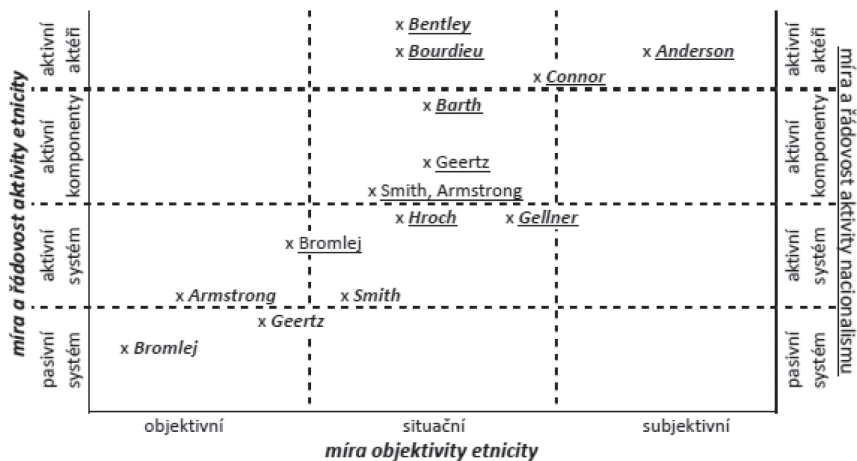 x Bentley
x Bourdieu
x Anderson
x Connor
x Barth
x Geertz
x Smith, Armstrong
x Hroch
x Gellner
x Bromlej
x Armstrong
x Smith
x Geertz
x Bromlej
míra a řádovost aktivity etnicity
aktivní
aktéři
aktivní
komponenty
aktivní
systém
pasivní
systém
aktivní
aktéři
aktivní
komponenty
aktivní
systém
pasivní
systém
míra a řádovost aktivity nacionalismu
objektivní
situační
subjektivní
míra objektivity etnicity